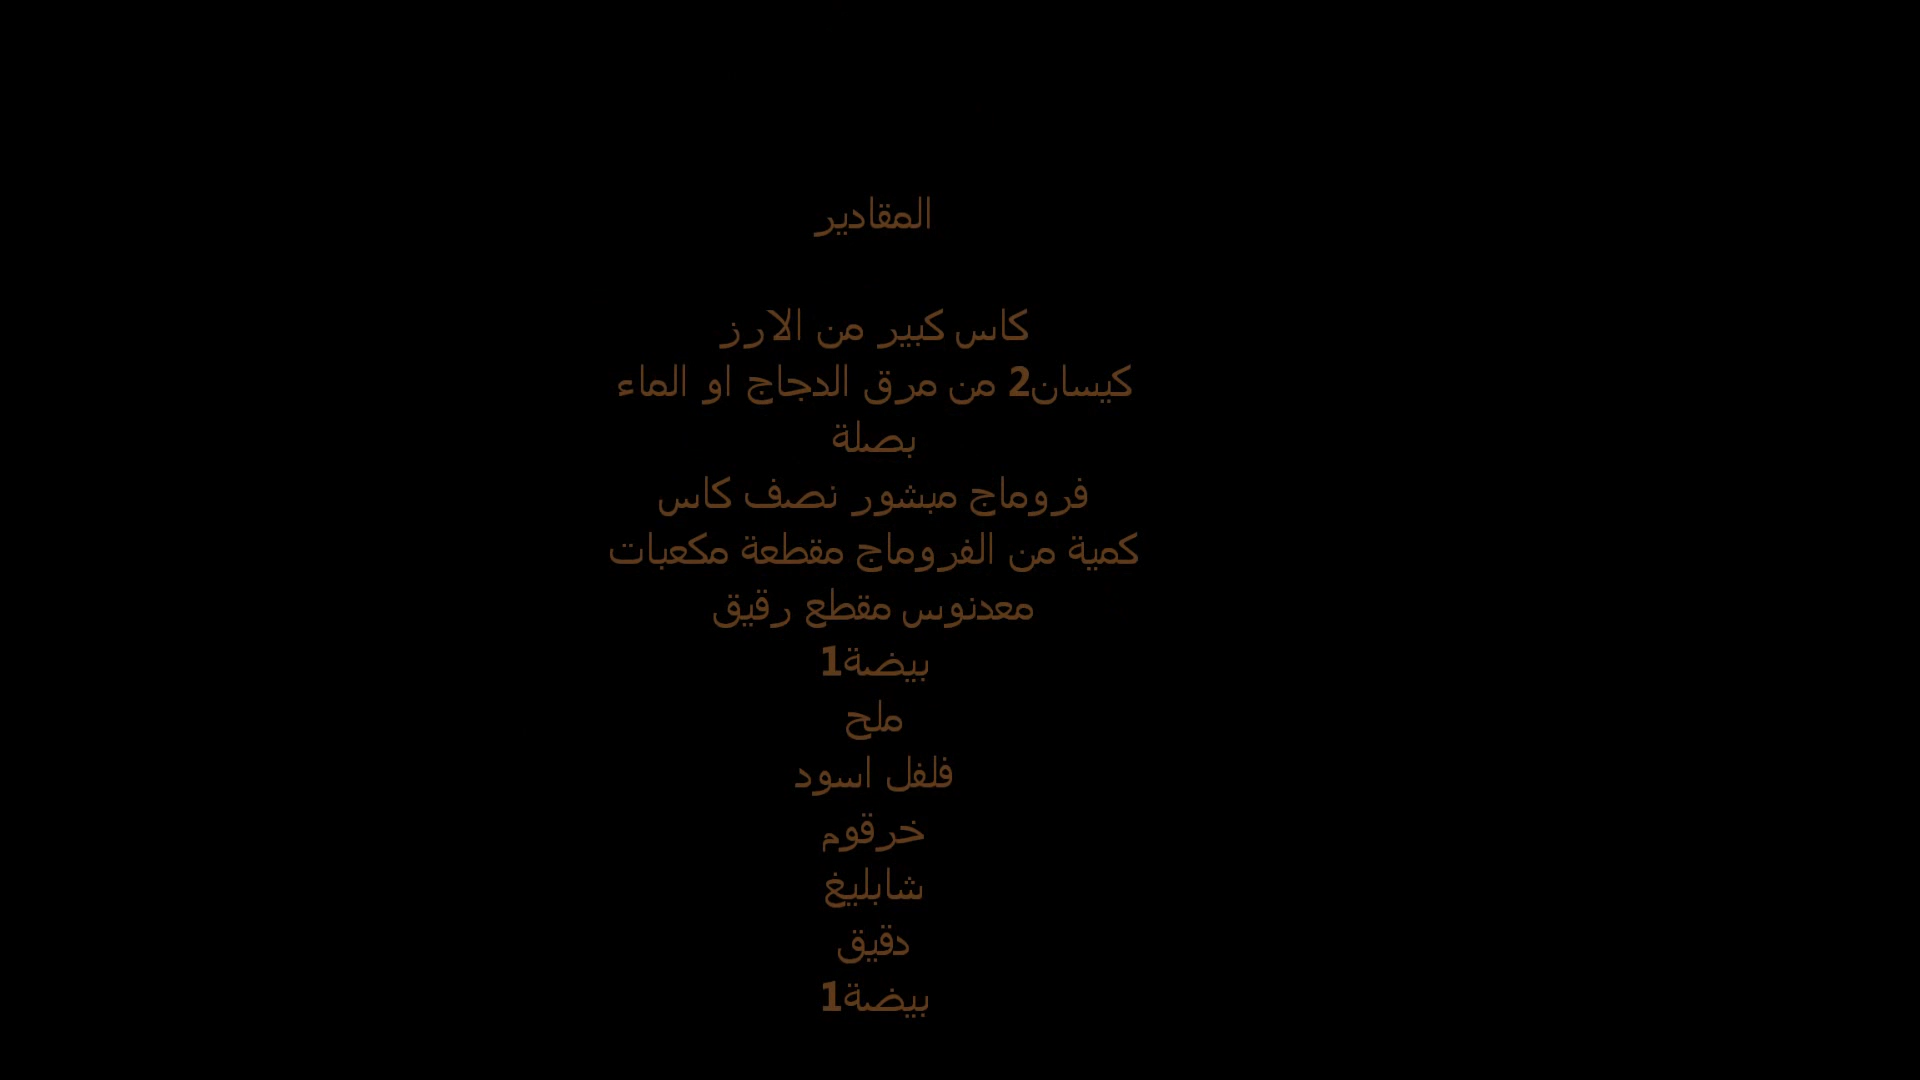 المقادير
كاس كبير من الارز
كيسان2 من مرق الدجاج او الماء
بصلة
فروماج مبشور نصف كاس
كمية من الفروماج مقطعة مكعبات
معدنوس مقطع رقيق
بيضة1
ملح
فلفل اسود
خرقوم
شابليغ
دقيق
بيضة1